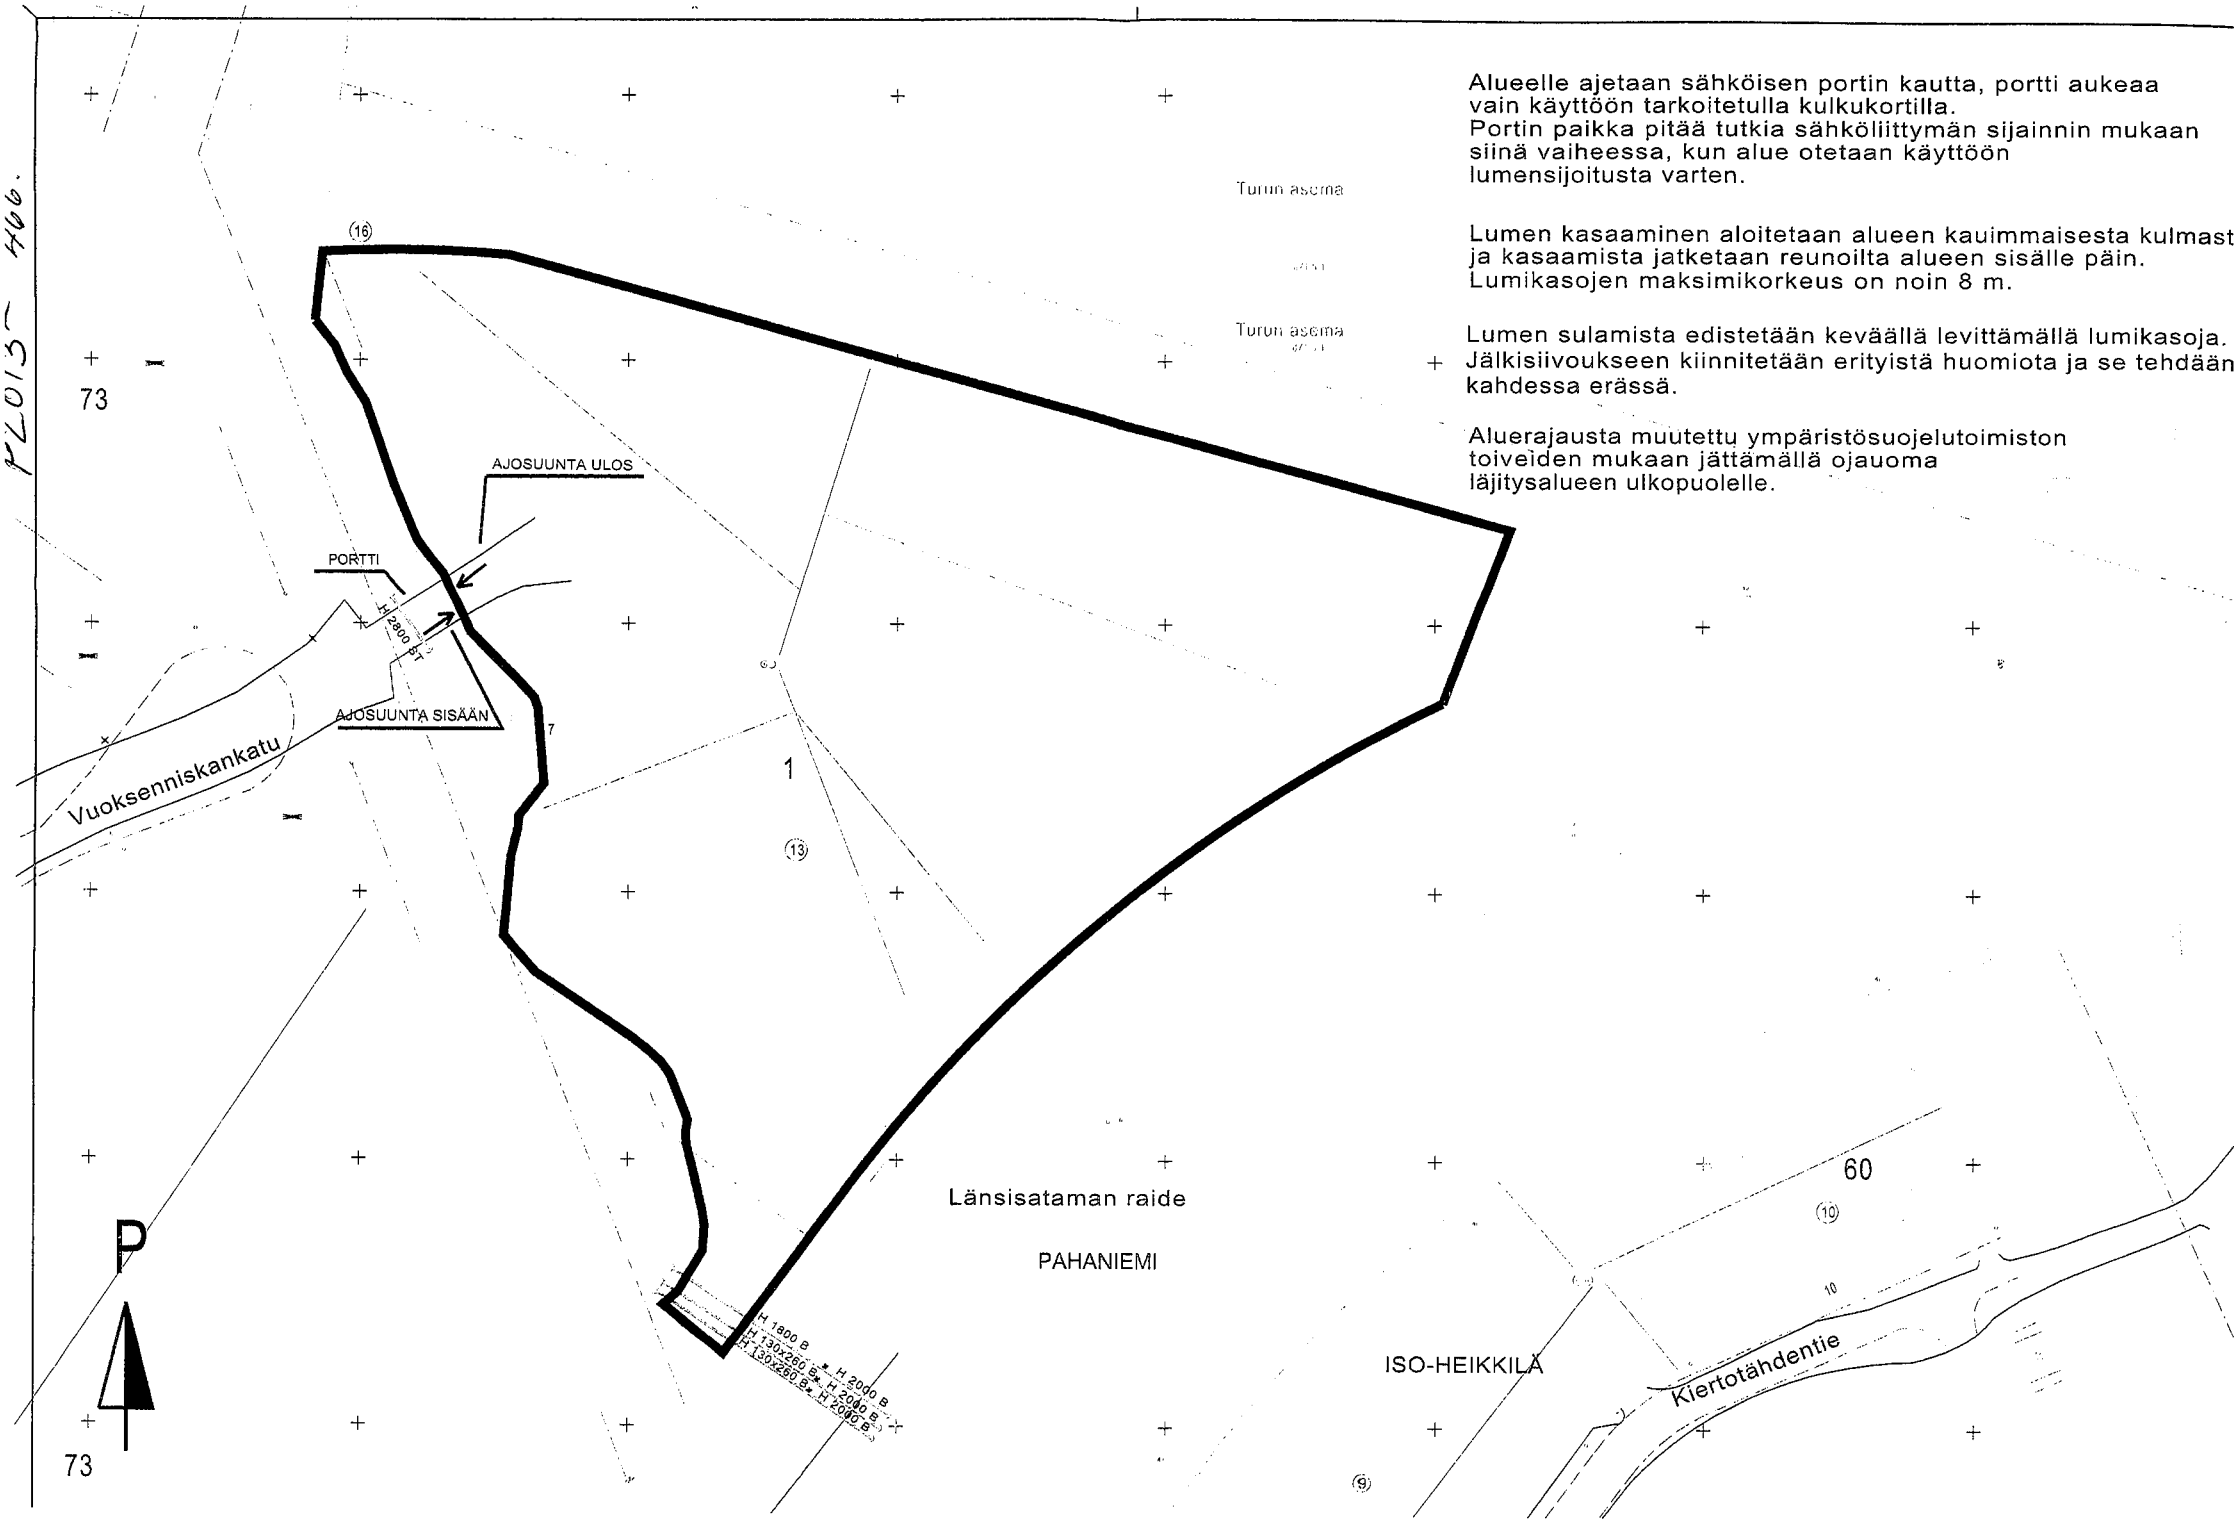 Alueelle ajetaan sähköisen portin kautta, portti aukeaa
vain käyttöön tarkoitetulla kulkukortilla.
Portin paikka pitää tutkia sähköliittymän sijainnin mukaan
siinä vaiheessa, kun alue otetaan käyttöön
lumensijoitusta varten.
Lumen kasaaminen aloitetaan alueen kauimmaisesta kulmast
ja kasaamista jatketaan reunoilta alueen sisälle päin.
Lumikasojen maksimikorkeus on noin 8 m.
Lumen sulamista edistetään keväällä levittämällä lumikasoja.
Jälkisiivoukseen kiinnitetään erityistä huomiota ja se tehdään
kahdessa erässä.
Aluerajausta muutettu ympäristösuojelutoimiston
toiveiden mukaan jättämällä ojauoma
läjitysalueen ulkopuolelle.
Turun asema
Turun asema
16
73
AJOSUUNTA ULOS
PORTTI
H 2800 ST
AJOSUUNTA SISÄÄN
7
Vuoksenniskankatu
1
13
Länsisataman raide
PAHANIEMI
60
10
10
P
H 1800 B
H 130x260 B
H 130x260 B
H 2000 B
H 2000 B
H 2000 B
ISO-HEIKKILÄ
Kiertotähdentie
73
9